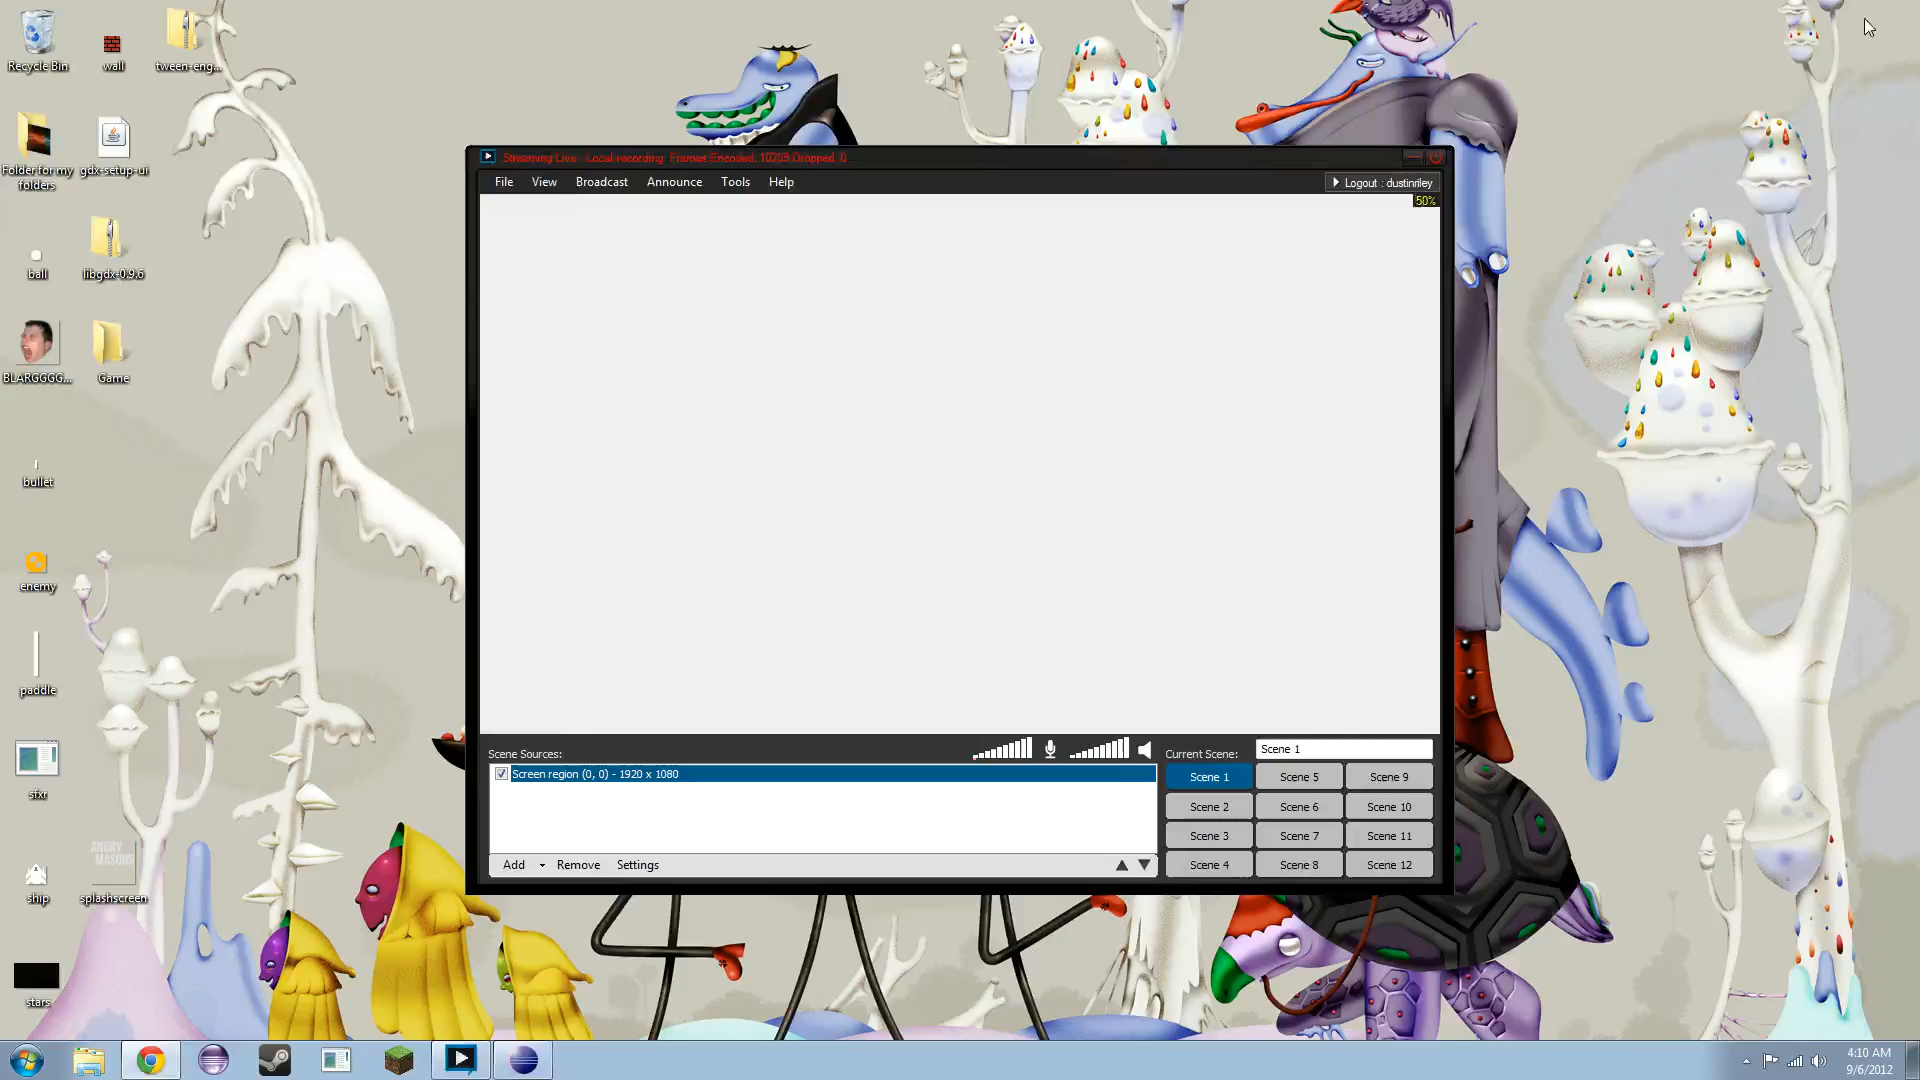 Recycle Bin
wall
tween-eng...
Folder for my
folders
gdx-setup-ui
ball
libgdx-0.9.6
BLARGGGG...
Game
bullet
enemy
paddle
sfxr
ANGRY
MASONS
ship
splashscreen
stars
Streaming Live - Local recording. Frames Encoded: 10753 Dropped: 0
File View Broadcast Announce Tools Help
Logout : dustinriley
50%
Scene Sources:
Screen region (0, 0) - 1920 x 1080
Add Remove Settings
Current Scene: Scene 1
Scene 1 Scene 5 Scene 9
Scene 2 Scene 6 Scene 10
Scene 3 Scene 7 Scene 11
Scene 4 Scene 8 Scene 12
4:10 AM
9/6/2012